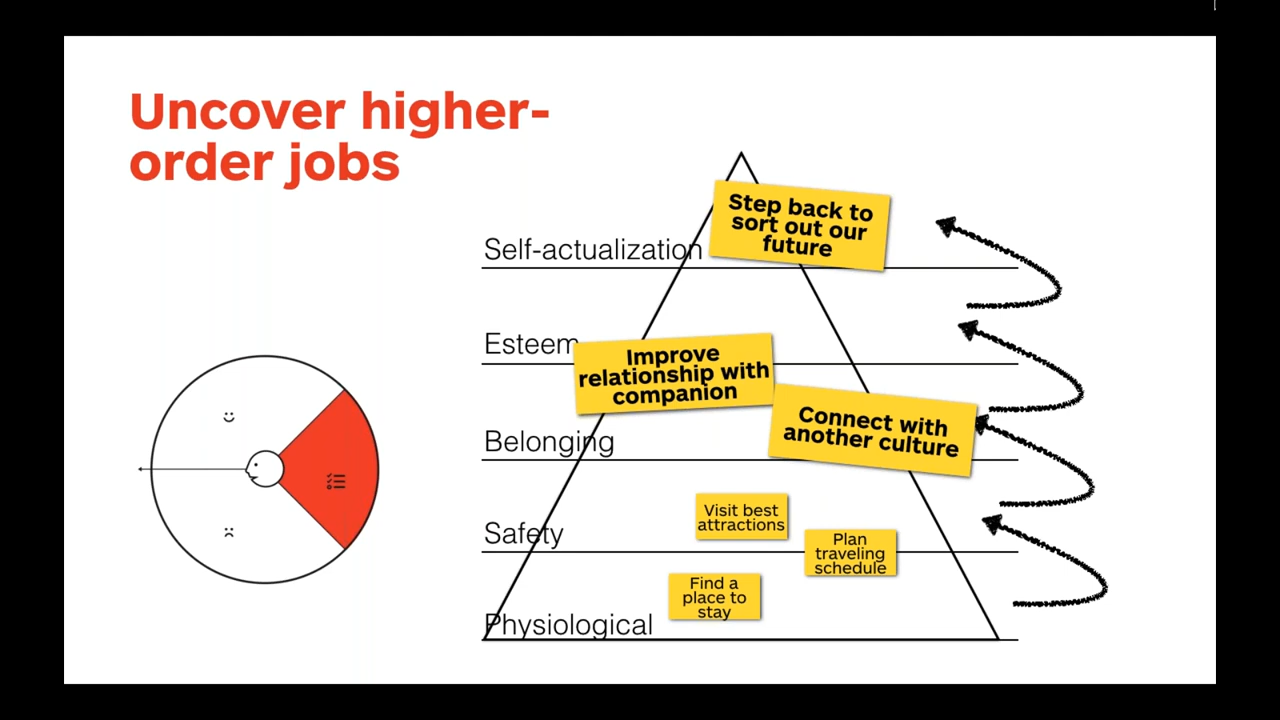 Uncover higher-
order jobs
Step back to
sort out our
future
Self-actualization
Esteem
Improve
relationship with
companion
Connect with
another culture
Belonging
Visit best
attractions
Safety
Plan
traveling
schedule
Find a
place to
stay
Physiological